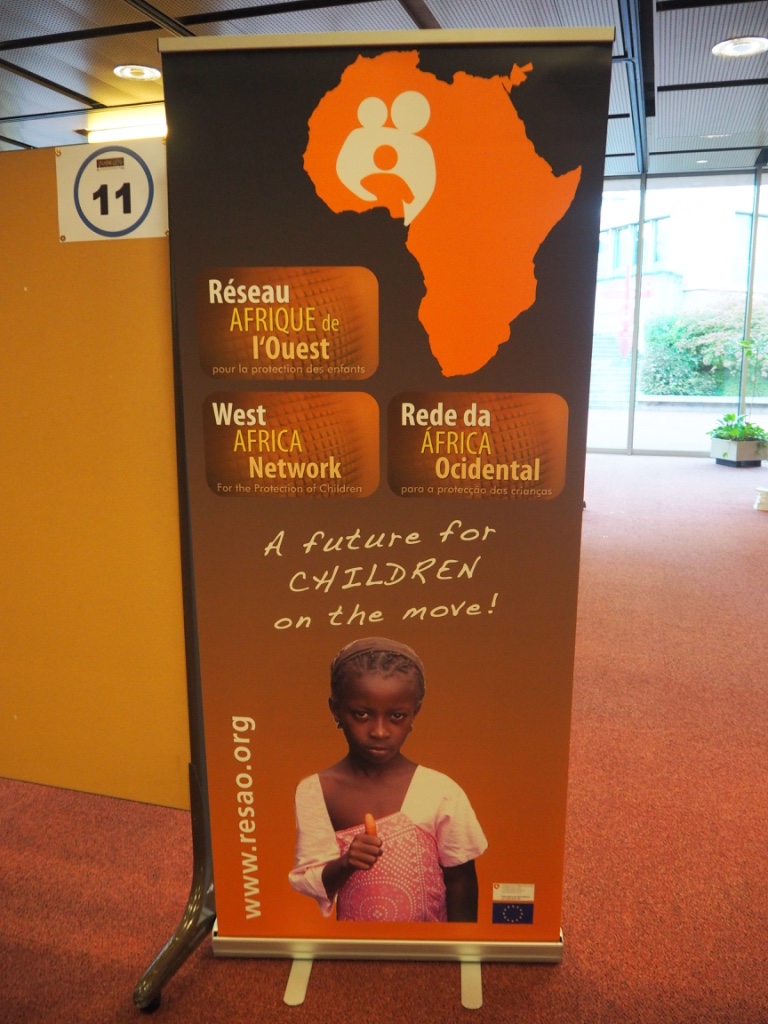 11
Réseau
AFRIQUE de
l'Ouest
pour la protection des enfants
West
AFRICA
Network
For the Protection of Children
Rede da
ÁFRICA
Ocidental
para a protecção das crianças
A future for
CHILDREN
on the move!
www.resao.org